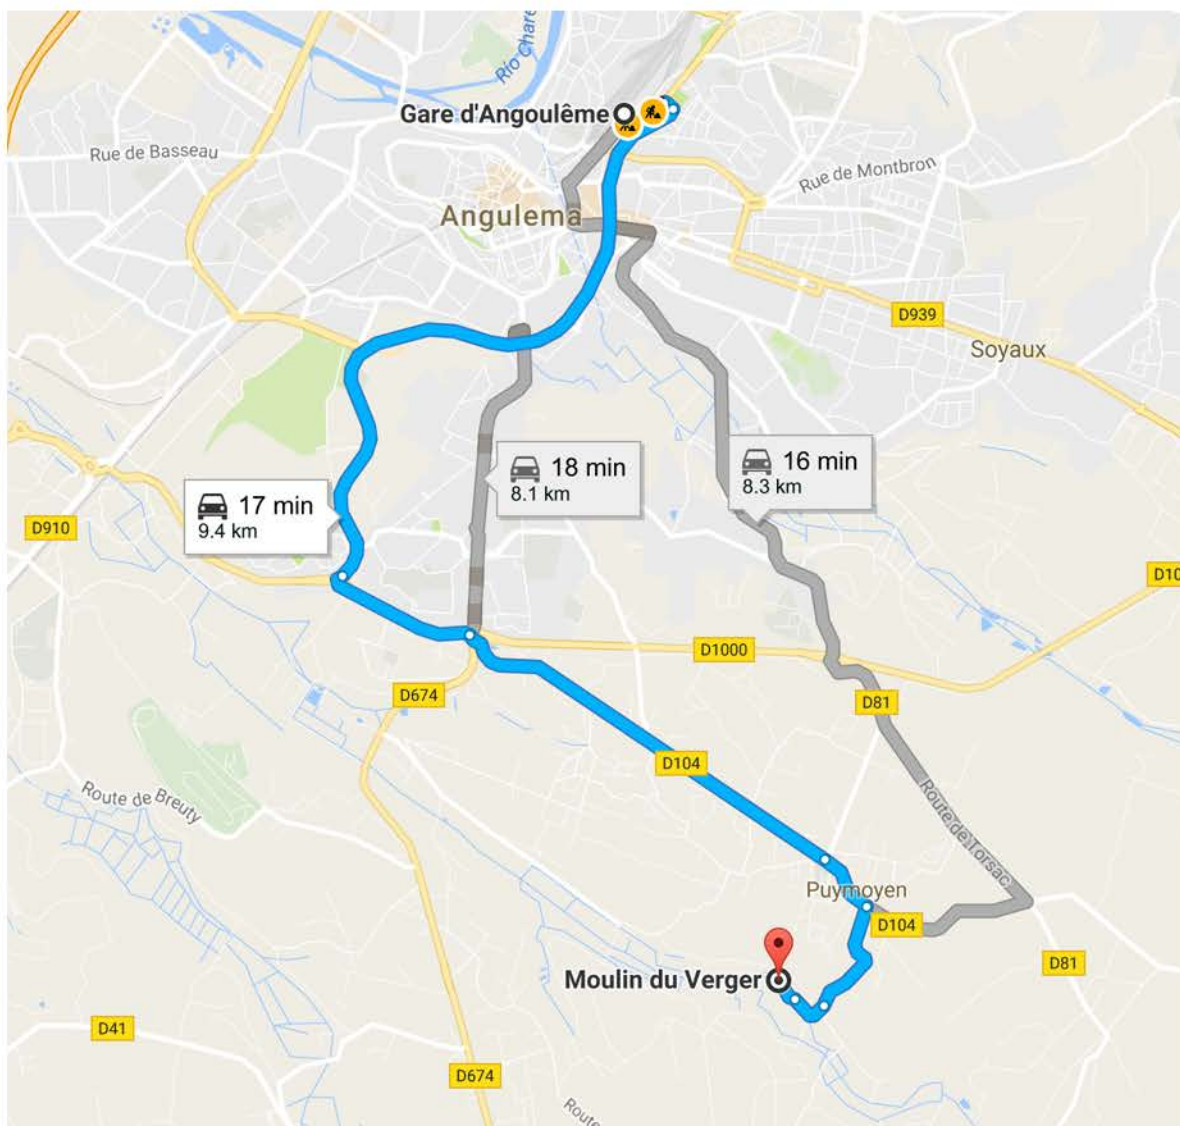 Río Chare
Gare d'Angoulême
Rue de Basseau
Rue de Montbron
Angulema
D939
Soyaux
16 min
8.3 km
18 min
8.1 km
17 min
9.4 km
D910
D10
D1000
D674
D81
D104
Route de Breuty
Route de Torsac
Puymoyen
D104
D81
Moulin du Verger
D41
D674
Route